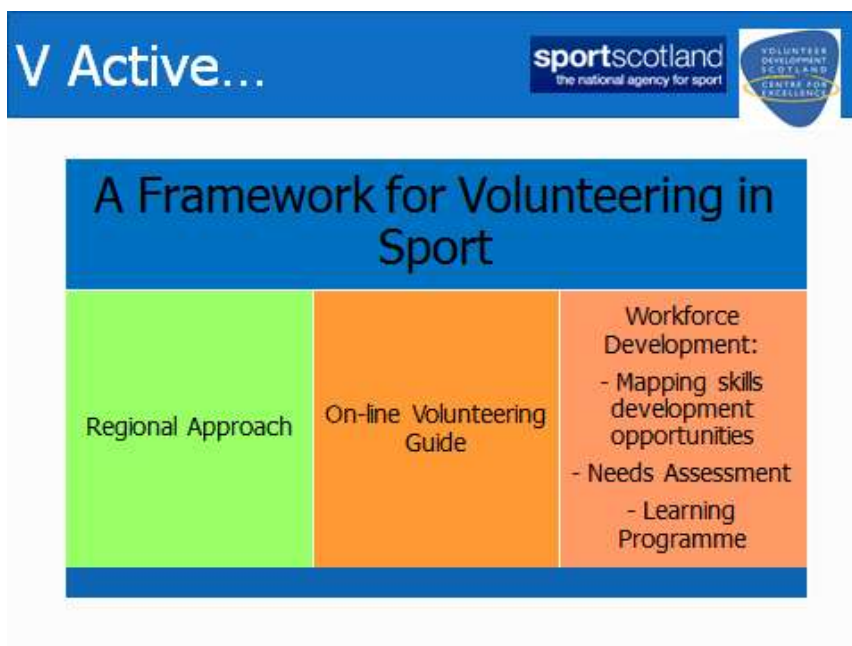 V Active...
sportscotland
the national agency for sport
VOLUNTEER
DEVELOPMENT
SCOTLAND
CENTRE FOR
EXCELLENCE
A Framework for Volunteering in
Sport
Regional Approach
On-line Volunteering
Guide
Workforce
Development:
- Mapping skills
development
opportunities
- Needs Assessment
- Learning
Programme